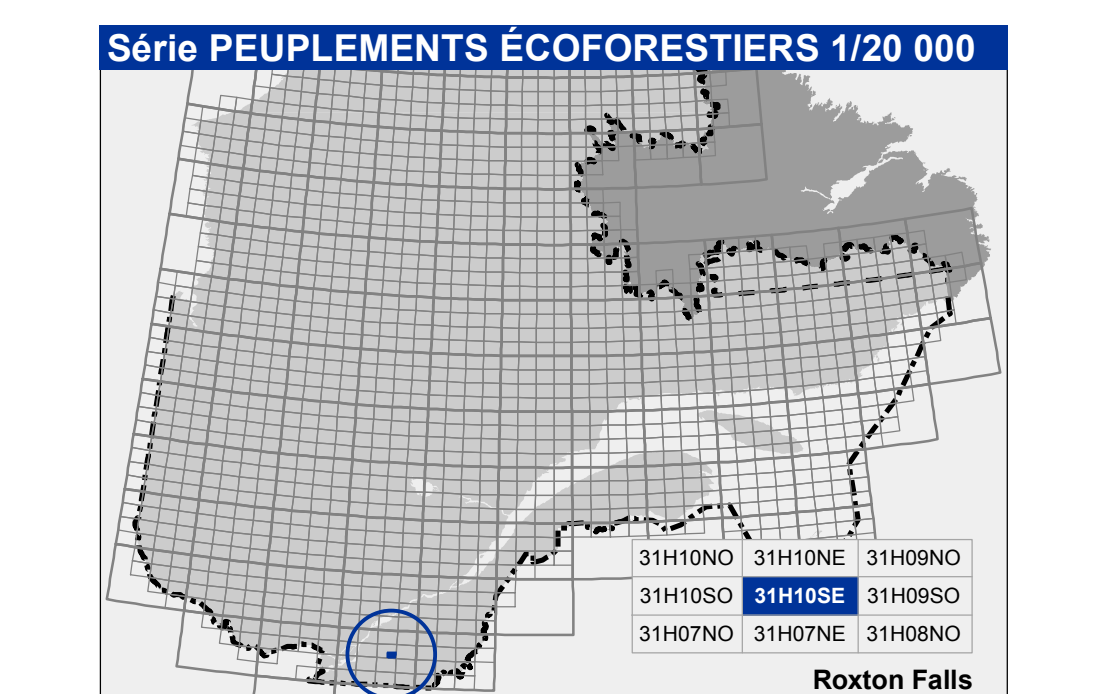 Série PEUPLEMENTS ÉCOFORESTIERS 1/20 000
31H10NO 31H10NE 31H09NO
31H10SO 31H10SE 31H09SO
31H07NO 31H07NE 31H08NO
Roxton Falls